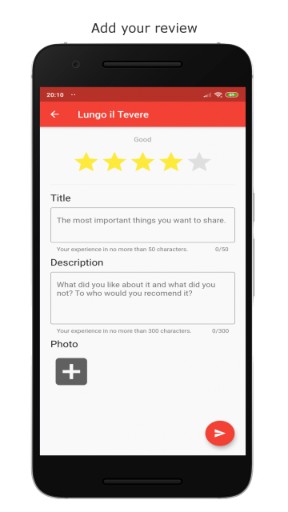 Add your review
20:10 ··
Lungo il Tevere
Good
Title
The most important things you want to share.
Your experience in no more than 50 characters. 0/50
Description
What did you like about it and what did you
not? To who would you recomend it?
Your experience in no more than 300 characters. 0/300
Photo